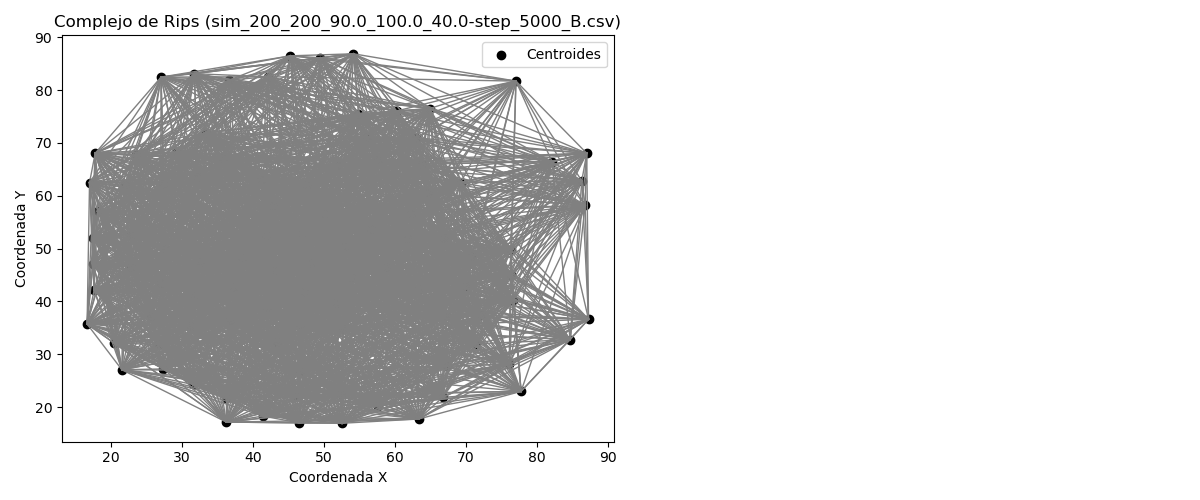 Complejo de Rips (sim_200_200_90.0_100.0_40.0-step_5000_B.csv)
Centroides
90
80
70
60
50
40
30
20
Coordenada Y
20 30 40 50 60 70 80 90
Coordenada X